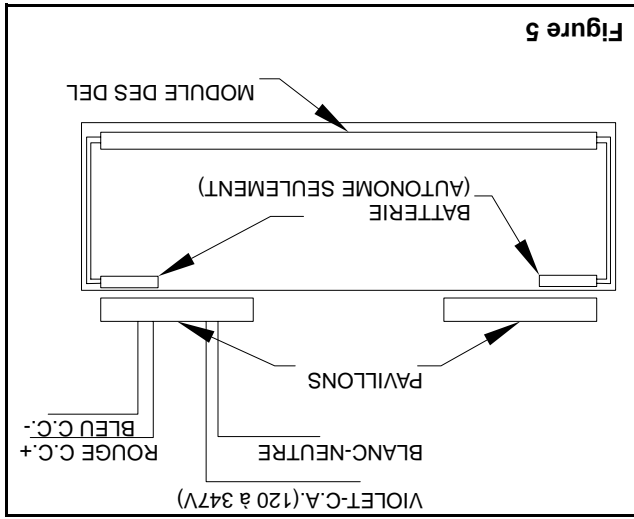 VIOLET-C.A.(120 à 347V)
BLANC-NEUTRE
ROUGE C.C.+
BLEU C.C.-
PAVILLONS
BATTERIE
(AUTONOME SEULEMENT)
MODULE DES DEL
Figure 5